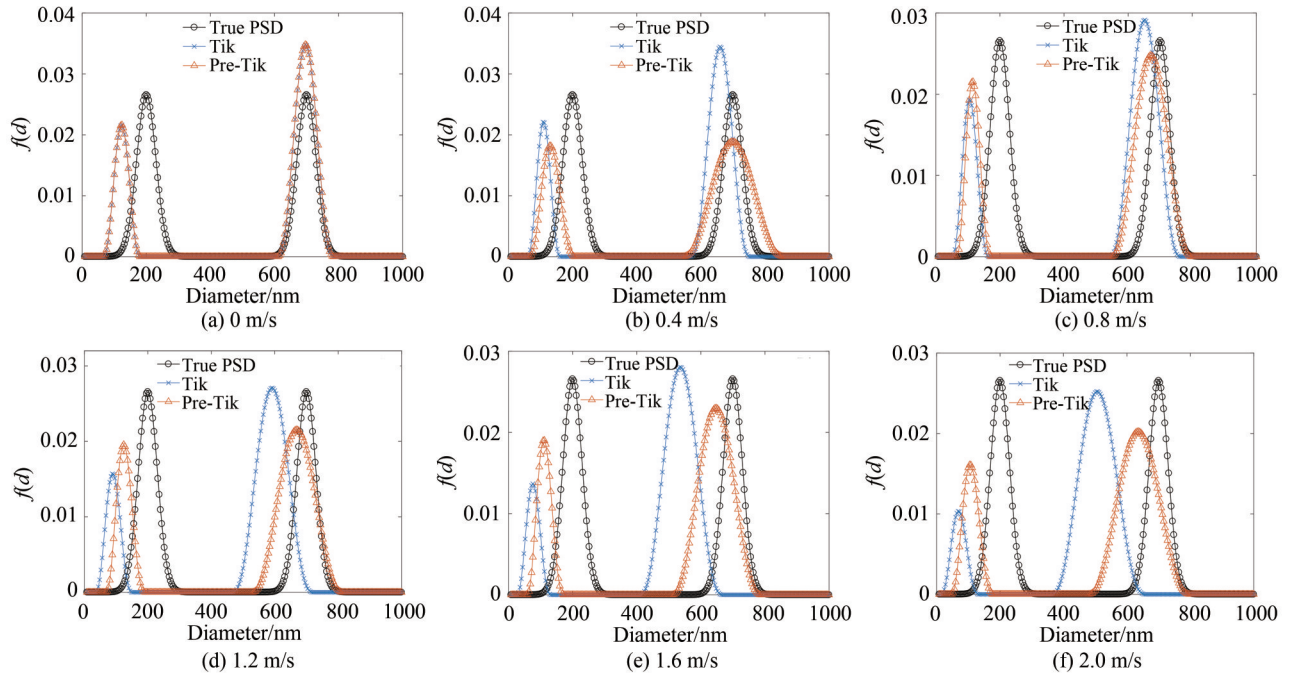 0.04
0.03
0.02
0.01
0
f(d)
True PSD
Tik
Pre-Tik
0 200 400 600 800 1000
Diameter/nm
(a) 0 m/s
0.04
0.03
0.02
0.01
0
f(d)
True PSD
Tik
Pre-Tik
0 200 400 600 800 1000
Diameter/nm
(b) 0.4 m/s
0.03
0.02
0.01
0
f(d)
True PSD
Tik
Pre-Tik
0 200 400 600 800 1000
Diameter/nm
(c) 0.8 m/s
0.03
0.02
0.01
0
f(d)
True PSD
Tik
Pre-Tik
0 200 400 600 800 1000
Diameter/nm
(d) 1.2 m/s
0.03
0.02
0.01
0
f(d)
True PSD
Tik
Pre-Tik
0 200 400 600 800 1000
Diameter/nm
(e) 1.6 m/s
0.03
0.02
0.01
0
f(d)
True PSD
Tik
Pre-Tik
0 200 400 600 800 1000
Diameter/nm
(f) 2.0 m/s